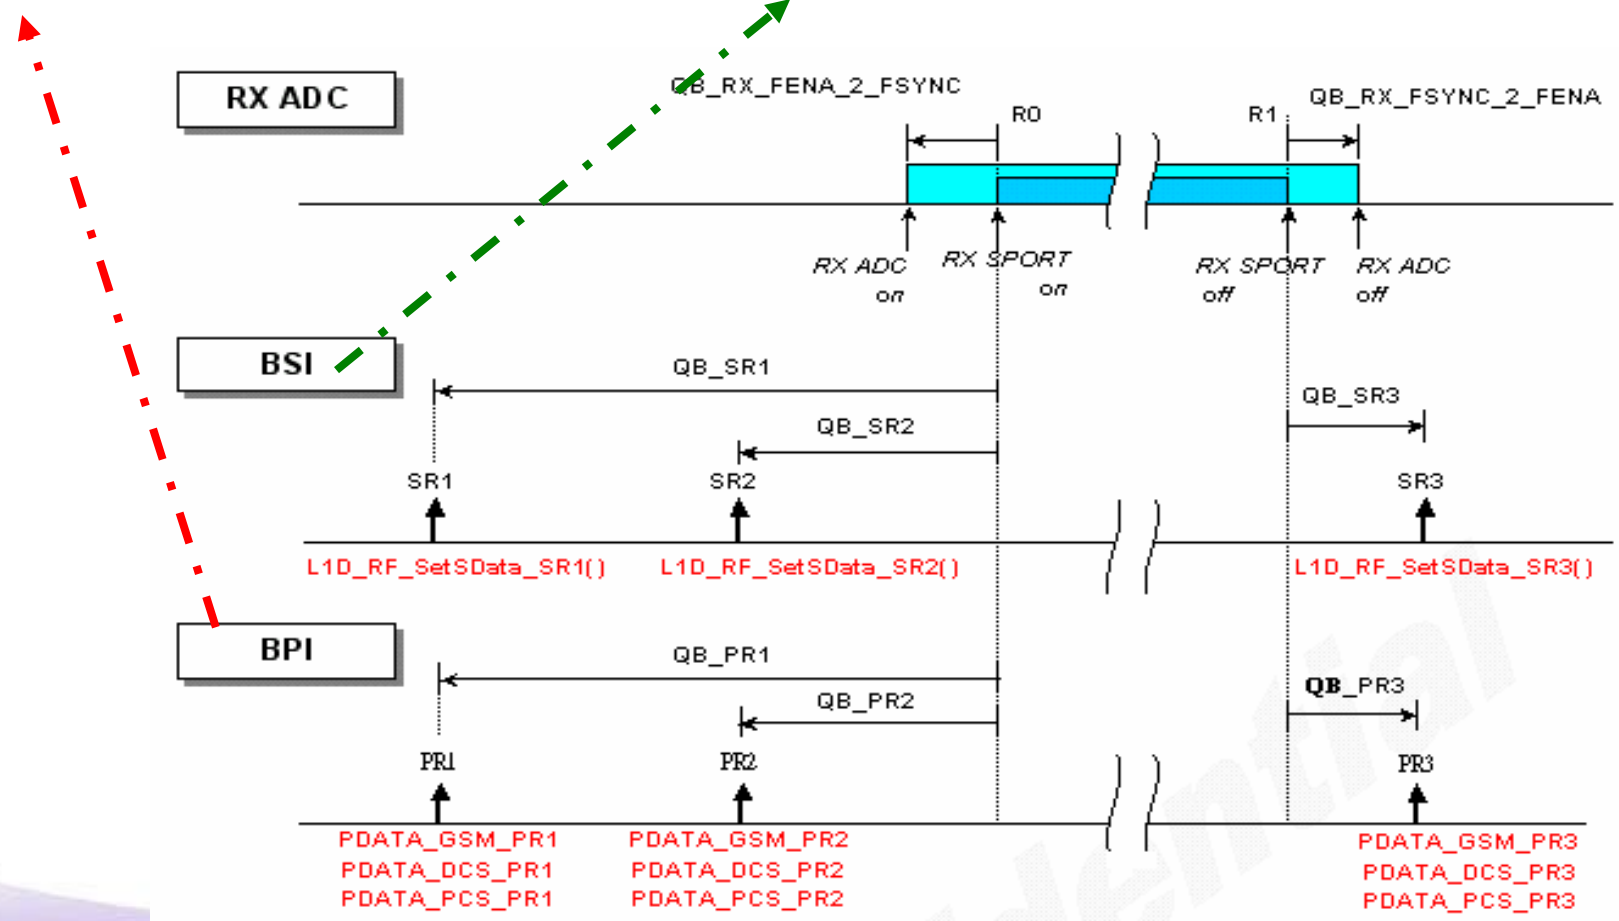 RX ADC
QB_RX_FENA_2_FSYNC
QB_RX_FSYNC_2_FENA
R0
R1
RX ADC
on
RX SPORT
on
RX SPORT
off
RX ADC
off
BSI
QB_SR1
QB_SR2
QB_SR3
SR1
SR2
SR3
L1D_RF_SetSData_SR1()
L1D_RF_SetSData_SR2()
L1D_RF_SetSData_SR3()
BPI
QB_PR1
QB_PR2
QB_PR3
PR1
PR2
PR3
PDATA_GSM_PR1
PDATA_DCS_PR1
PDATA_PCS_PR1
PDATA_GSM_PR2
PDATA_DCS_PR2
PDATA_PCS_PR2
PDATA_GSM_PR3
PDATA_DCS_PR3
PDATA_PCS_PR3